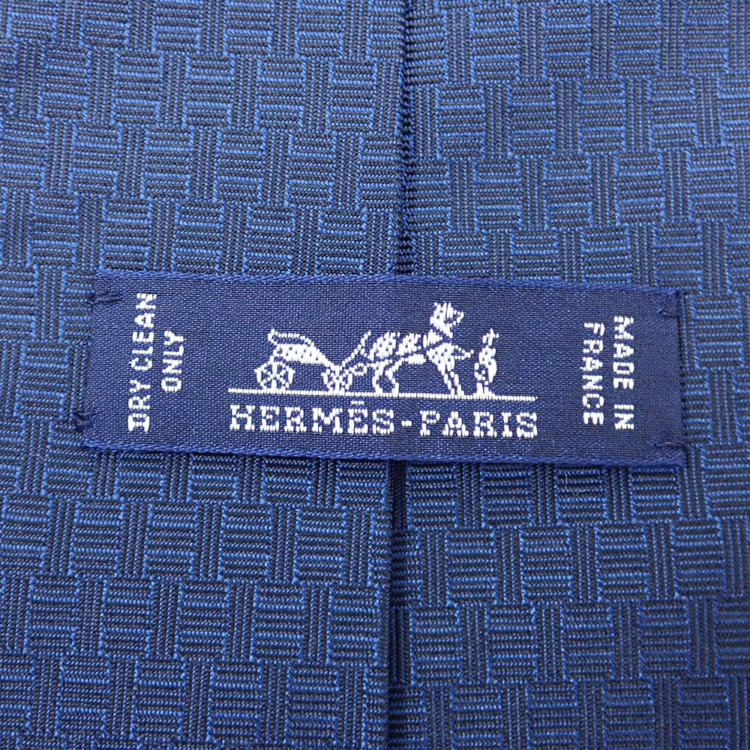 DRY CLEAN
ONLY
HERMÈS-PARIS
MADE IN
FRANCE